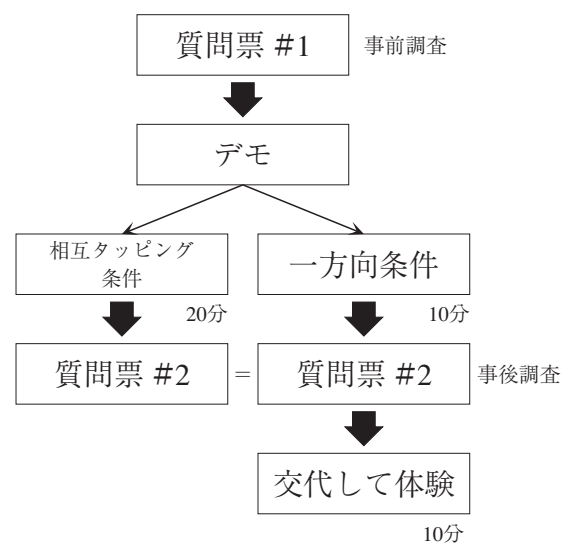 質問票 #1
事前調査
デモ
相互タッピング
条件
一方向条件
20分
10分
質問票 #2
=
質問票 #2
事後調査
交代して体験
10分